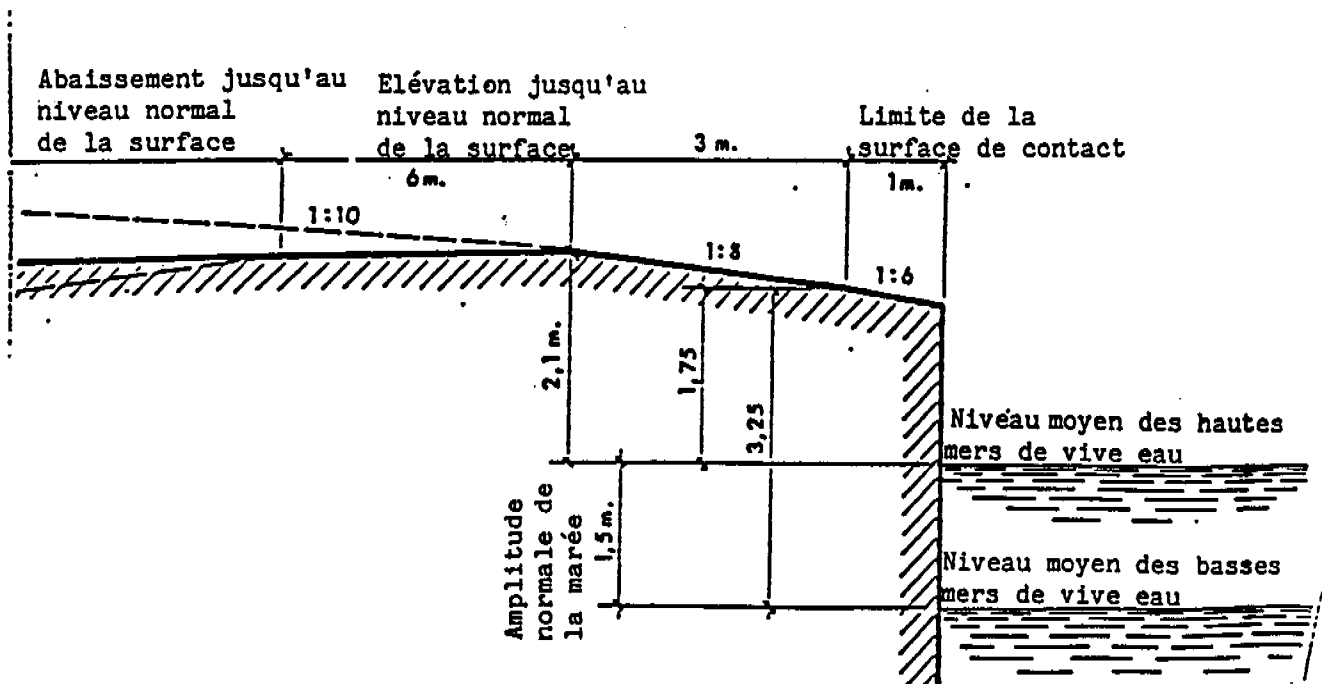 Abaissement jusqu'au
niveau normal
de la surface
Elévation jusqu'au
niveau normal
de la surface
Limite de la
surface de contact
3 m.
6 m.
1 m.
1:10
1:8
1:6
2,1 m.
1,75
3,25
Niveau moyen des hautes
mers de vive eau
Amplitude
normale de
la marée
1,5 m.
Niveau moyen des basses
mers de vive eau